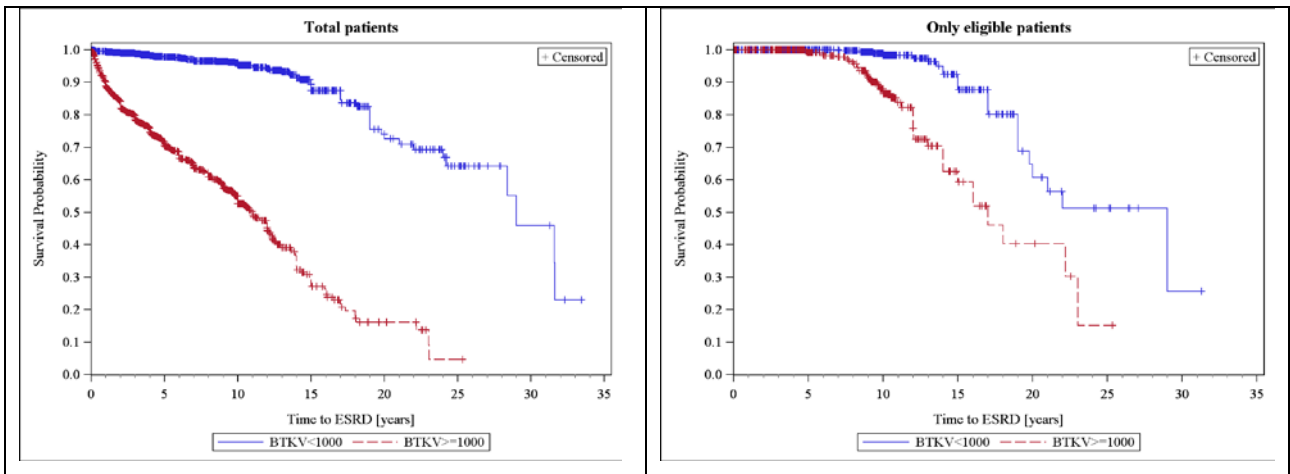 Total patients
+ Censored
1.0
0.9
0.8
0.7
0.6
0.5
0.4
0.3
0.2
0.1
0.0
Survival Probability
0 5 10 15 20 25 30 35
Time to ESRD [years]
BTKV<1000 BTKV>=1000
Only eligible patients
+ Censored
1.0
0.9
0.8
0.7
0.6
0.5
0.4
0.3
0.2
0.1
0.0
Survival Probability
0 5 10 15 20 25 30 35
Time to ESRD [years]
BTKV<1000 BTKV>=1000